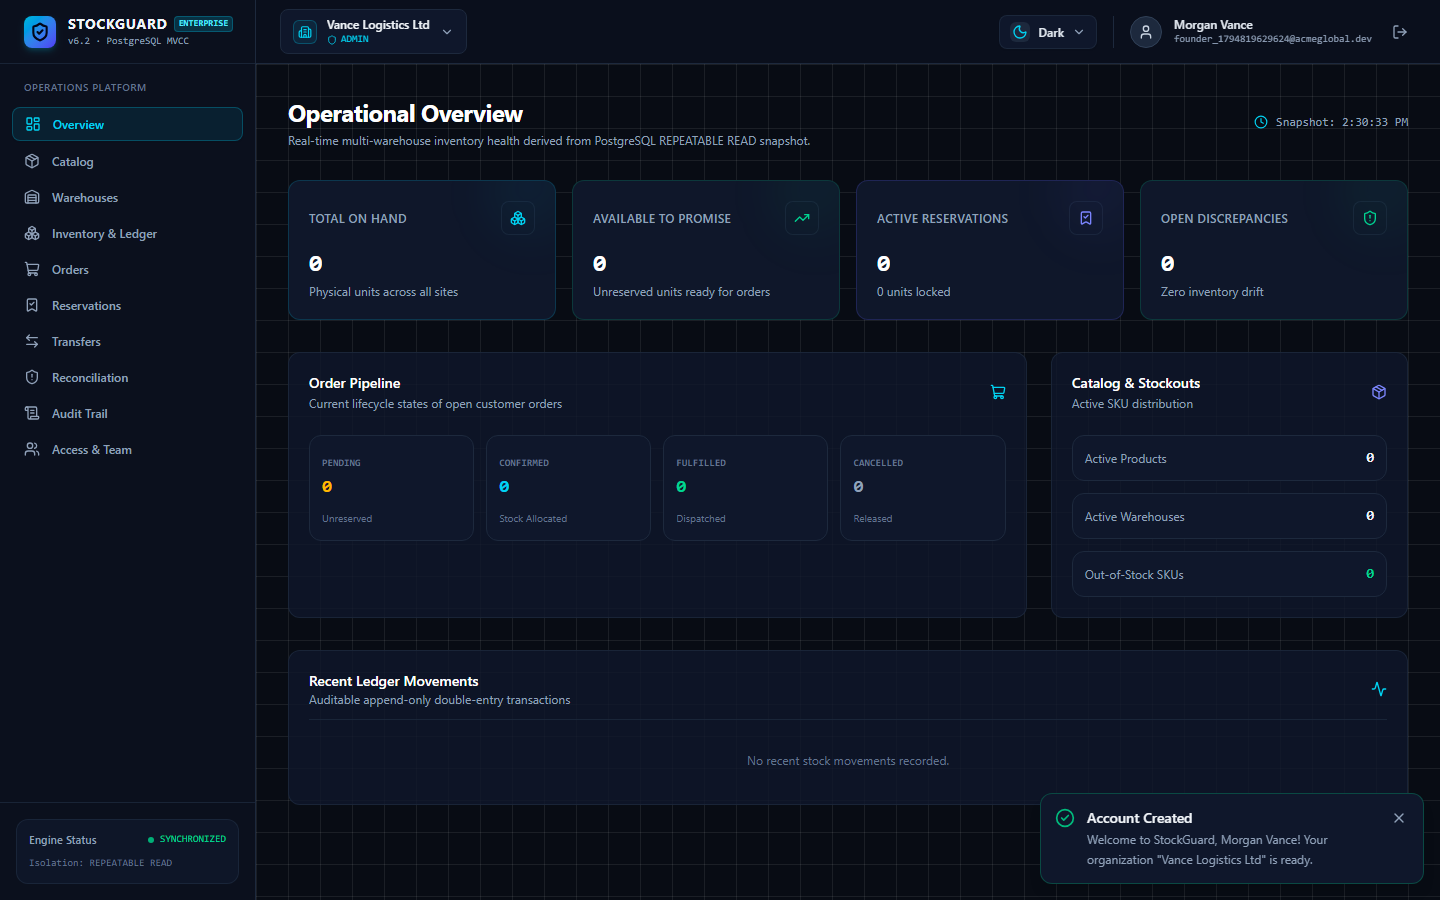 STOCKGUARD ENTERPRISE
v6.2 · PostgreSQL MVCC
Vance Logistics Ltd
ADMIN
Dark
Morgan Vance
founder_1794819629624@acmeglobal.dev
OPERATIONS PLATFORM
Overview
Catalog
Warehouses
Inventory & Ledger
Orders
Reservations
Transfers
Reconciliation
Audit Trail
Access & Team
Engine Status
SYNCHRONIZED
Isolation: REPEATABLE READ
Operational Overview
Real-time multi-warehouse inventory health derived from PostgreSQL REPEATABLE READ snapshot.
Snapshot: 2:30:33 PM
TOTAL ON HAND
0
Physical units across all sites
AVAILABLE TO PROMISE
0
Unreserved units ready for orders
ACTIVE RESERVATIONS
0
0 units locked
OPEN DISCREPANCIES
0
Zero inventory drift
Order Pipeline
Current lifecycle states of open customer orders
PENDING
0
Unreserved
CONFIRMED
0
Stock Allocated
FULFILLED
0
Dispatched
CANCELLED
0
Released
Catalog & Stockouts
Active SKU distribution
Active Products 0
Active Warehouses 0
Out-of-Stock SKUs 0
Recent Ledger Movements
Auditable append-only double-entry transactions
No recent stock movements recorded.
Account Created
Welcome to StockGuard, Morgan Vance! Your
organization "Vance Logistics Ltd" is ready.